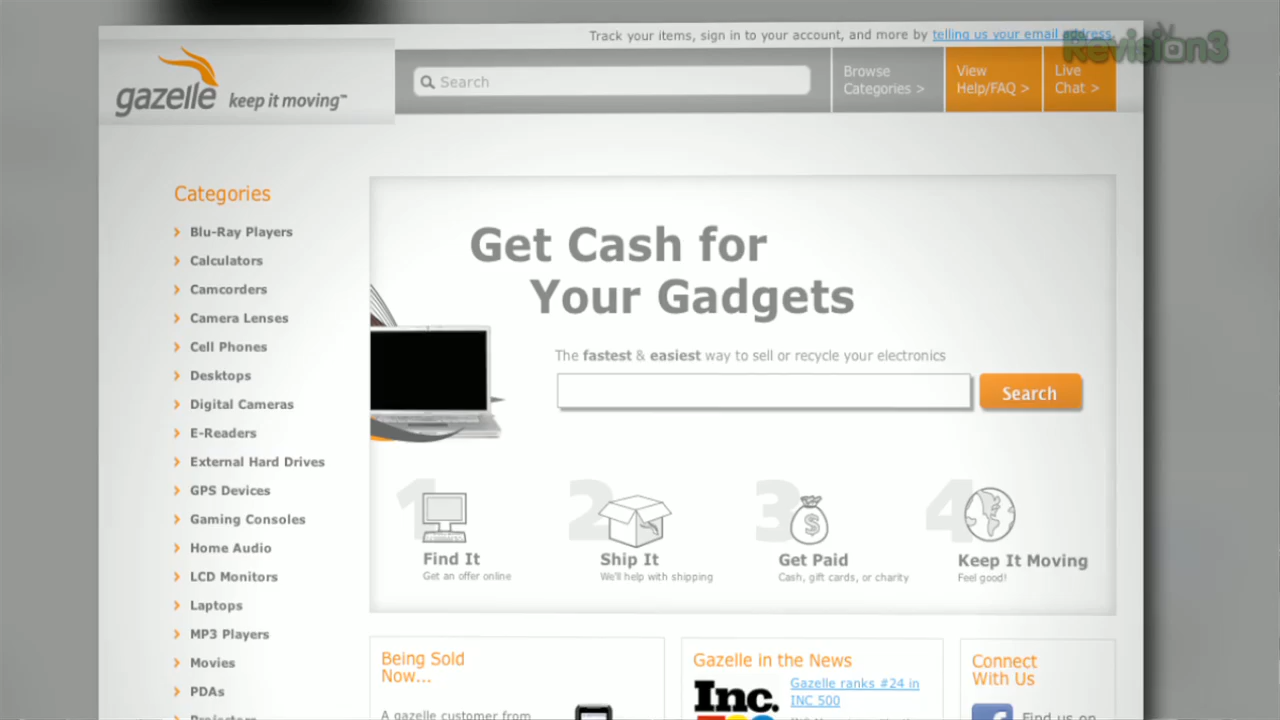 Track your items, sign in to your account, and more by telling us your email address.
Revision3
gazelle keep it moving™
Search
Browse
Categories >
View
Help/FAQ >
Live
Chat >
Categories
Blu-Ray Players
Calculators
Camcorders
Camera Lenses
Cell Phones
Desktops
Digital Cameras
E-Readers
External Hard Drives
GPS Devices
Gaming Consoles
Home Audio
LCD Monitors
Laptops
MP3 Players
Movies
PDAs
Projectors
Get Cash for
Your Gadgets
The fastest & easiest way to sell or recycle your electronics
Search
1
Find It
Get an offer online
2
Ship It
We'll help with shipping
3
Get Paid
Cash, gift cards, or charity
4
Keep It Moving
Feel good!
Being Sold
Now...
A gazelle customer from
Gazelle in the News
Inc.
Gazelle ranks #24 in
INC 500
Connect
With Us
Find us on